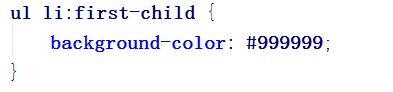 ul li:first-child {
    background-color: #999999;
}